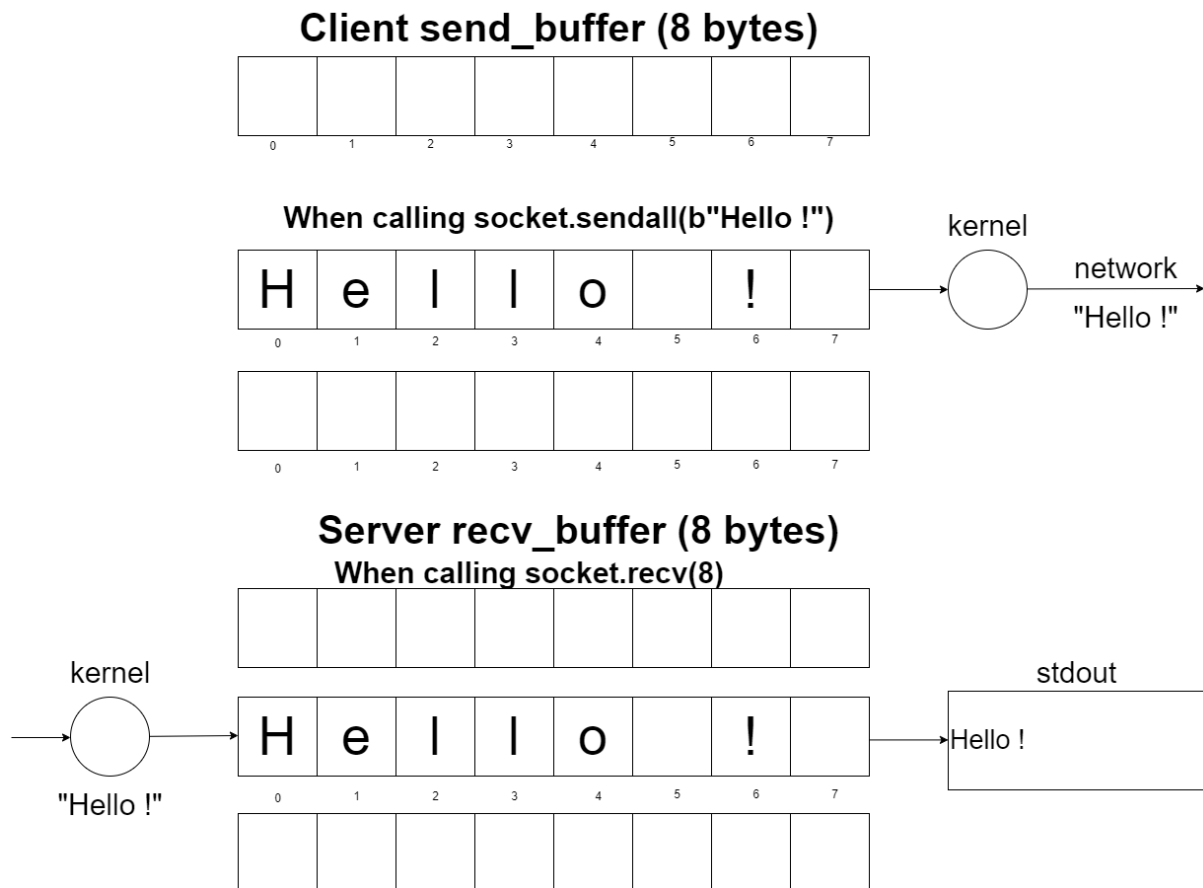 Client send_buffer (8 bytes)
0 1 2 3 4 5 6 7
When calling socket.sendall(b"Hello !")
kernel
H e l l o !
network
"Hello !"
0 1 2 3 4 5 6 7
0 1 2 3 4 5 6 7
Server recv_buffer (8 bytes)
When calling socket.recv(8)
kernel
stdout
H e l l o !
Hello !
0 1 2 3 4 5 6 7
"Hello !"